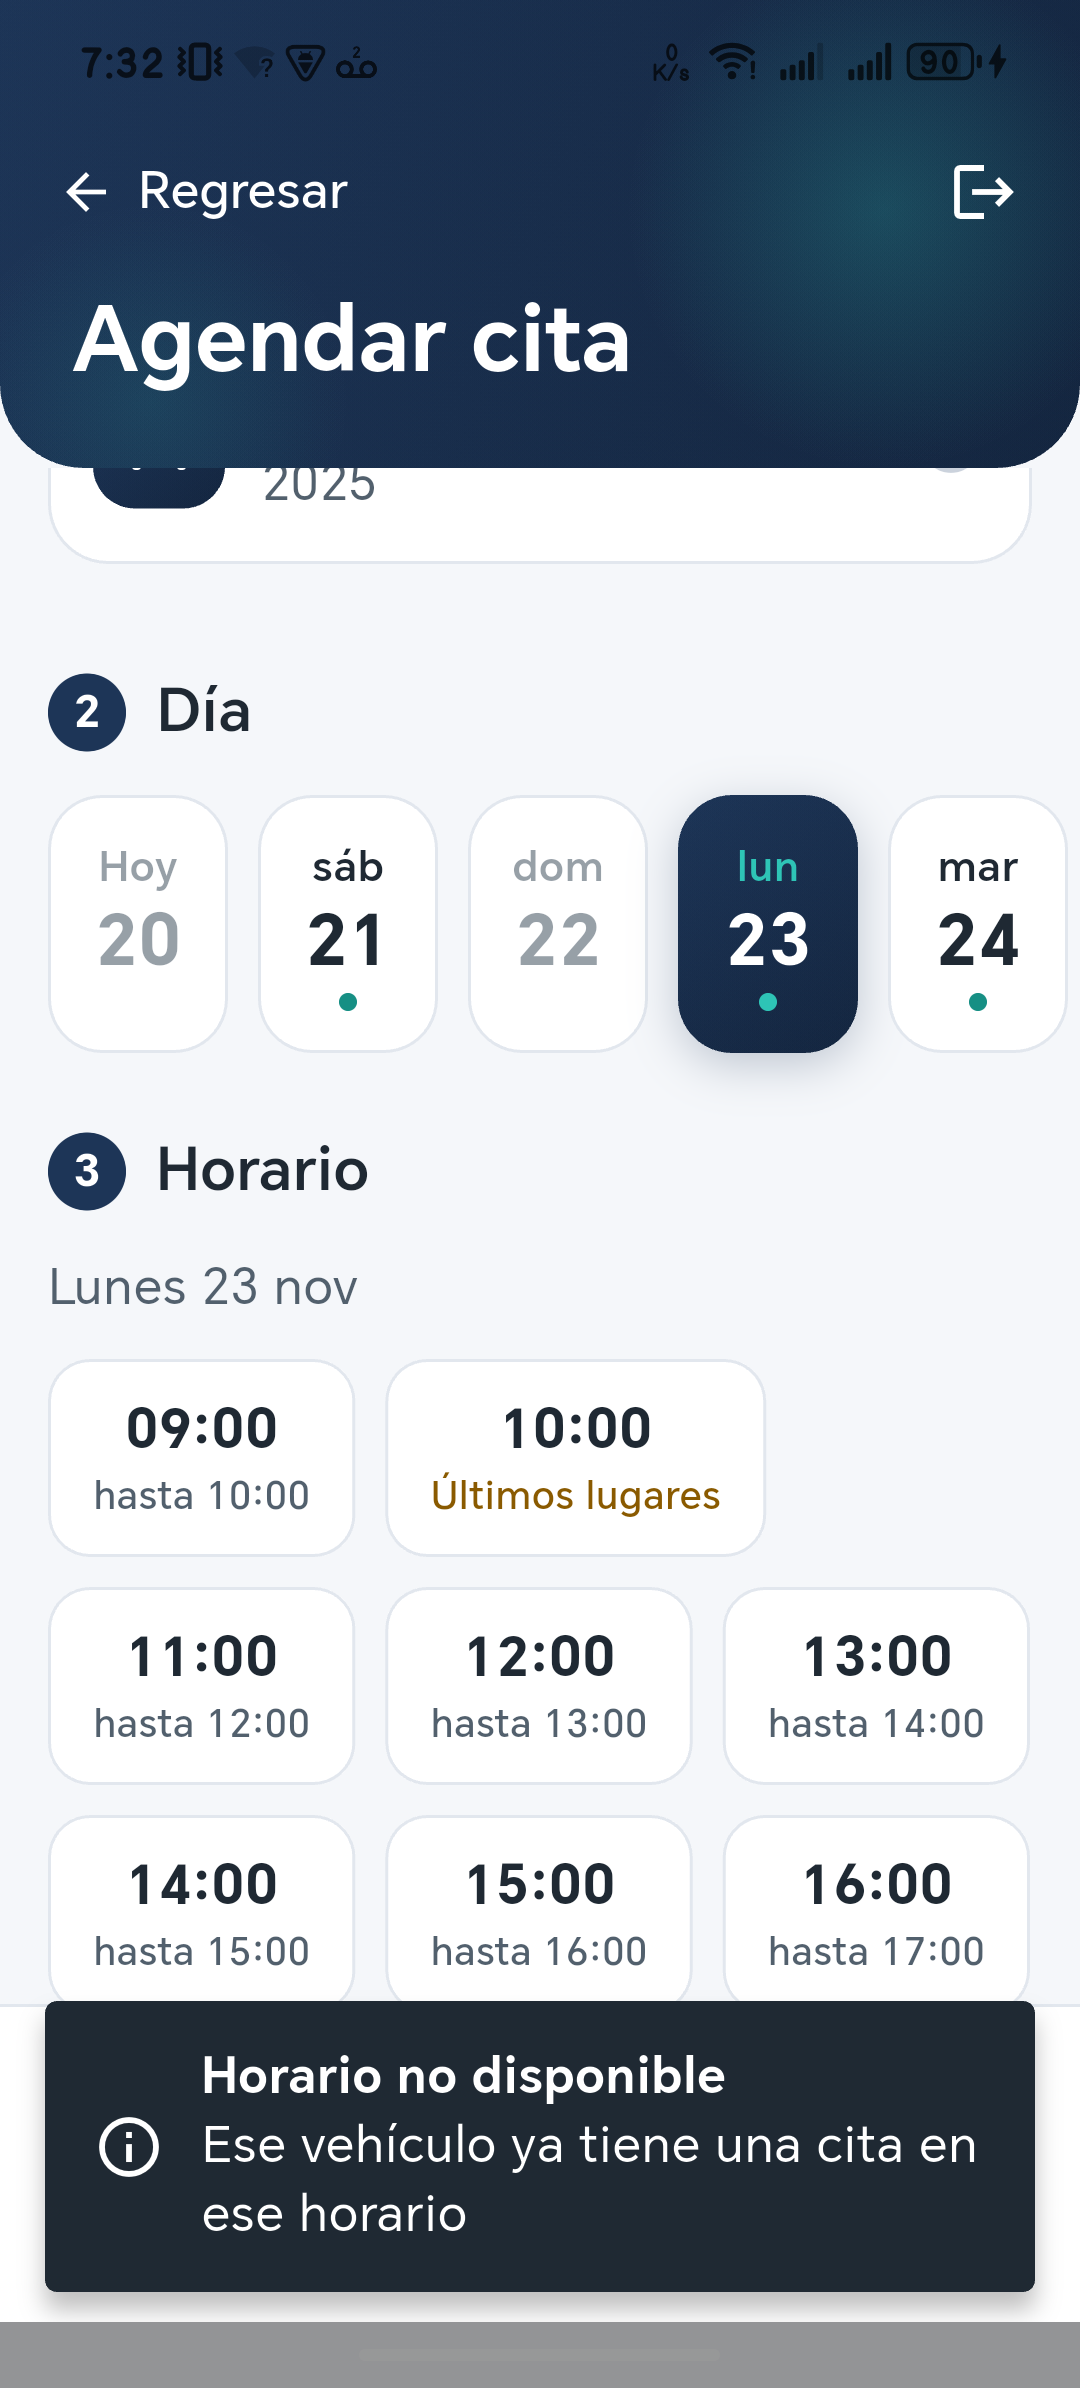 7:32
?
2
0
K/s
!
90
Regresar
Agendar cita
2025
2 Día
Hoy sáb dom lun mar
20 21 22 23 24
3 Horario
Lunes 23 nov
09:00 10:00
hasta 10:00 Últimos lugares
11:00 12:00 13:00
hasta 12:00 hasta 13:00 hasta 14:00
14:00 15:00 16:00
hasta 15:00 hasta 16:00 hasta 17:00
Horario no disponible
Ese vehículo ya tiene una cita en
ese horario